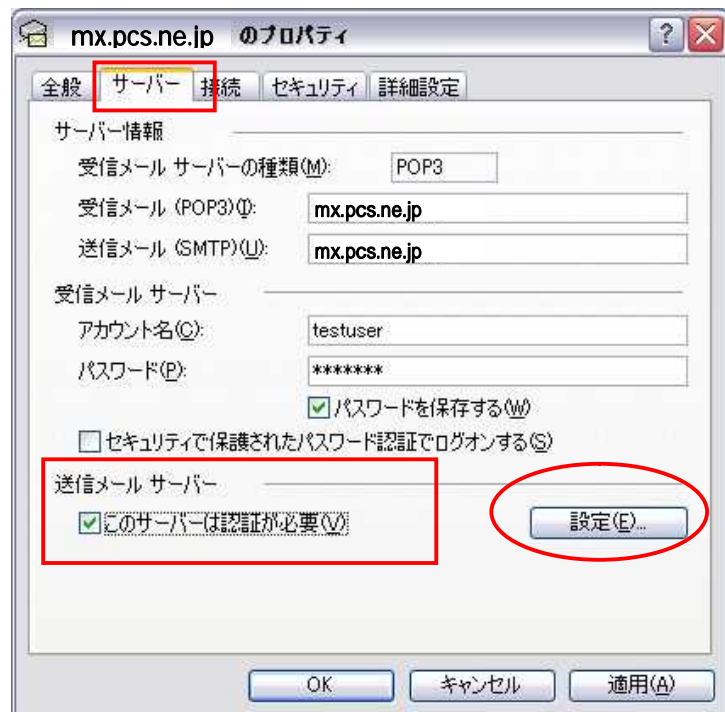 mx.pcs.ne.jp のプロパティ
全般 サーバー 接続 セキュリティ 詳細設定
サーバー情報
受信メール サーバーの種類(M): POP3
受信メール (POP3)(I): mx.pcs.ne.jp
送信メール (SMTP)(U): mx.pcs.ne.jp
受信メール サーバー
アカウント名(C): testuser
パスワード(P): *******
パスワードを保存する(W)
セキュリティで保護されたパスワード認証でログオンする(S)
送信メール サーバー
このサーバーは認証が必要(V) 設定(E)...
OK キャンセル 適用(A)